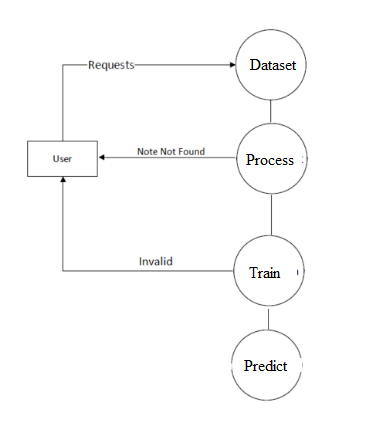 Requests
Dataset
User
Note Not Found
Process
Invalid
Train
Predict